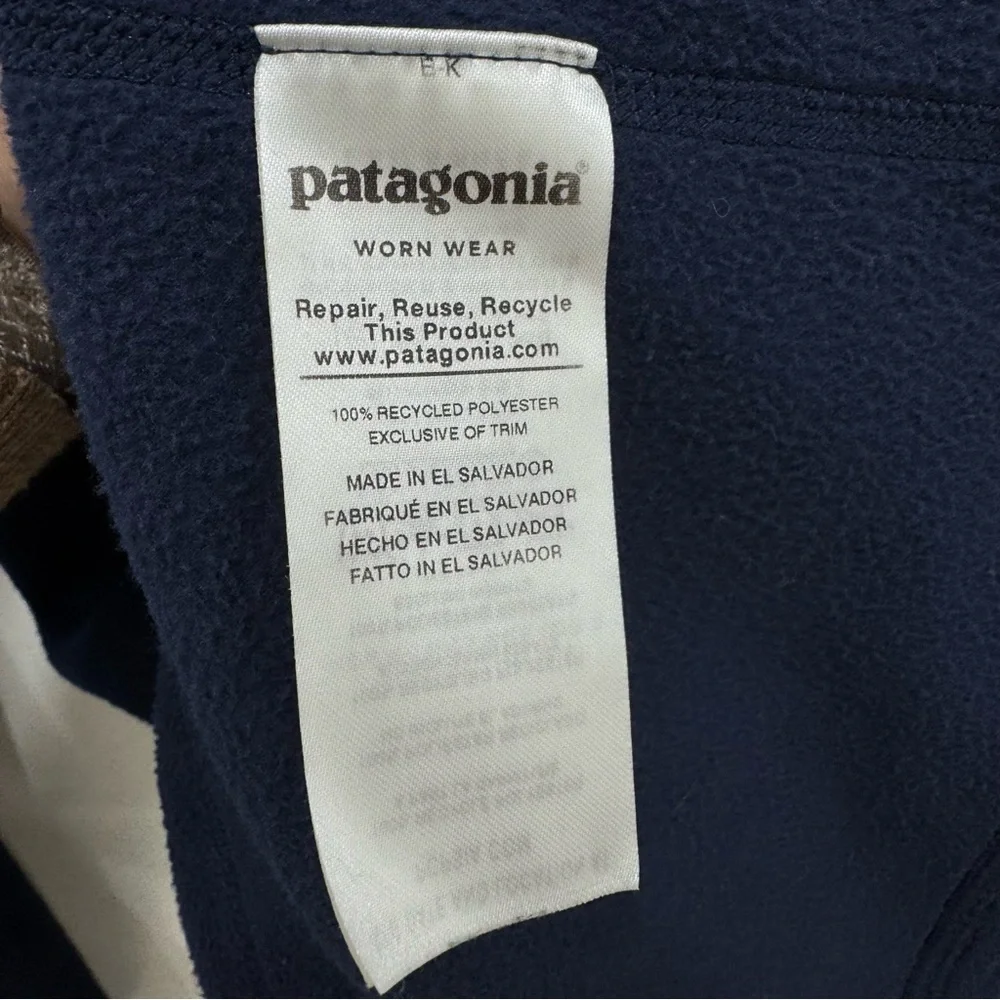 E-K
patagonia®
WORN WEAR
Repair, Reuse, Recycle
This Product
www.patagonia.com
100% RECYCLED POLYESTER
EXCLUSIVE OF TRIM
MADE IN EL SALVADOR
FABRIQUÉ EN EL SALVADOR
HECHO EN EL SALVADOR
FATTO IN EL SALVADOR